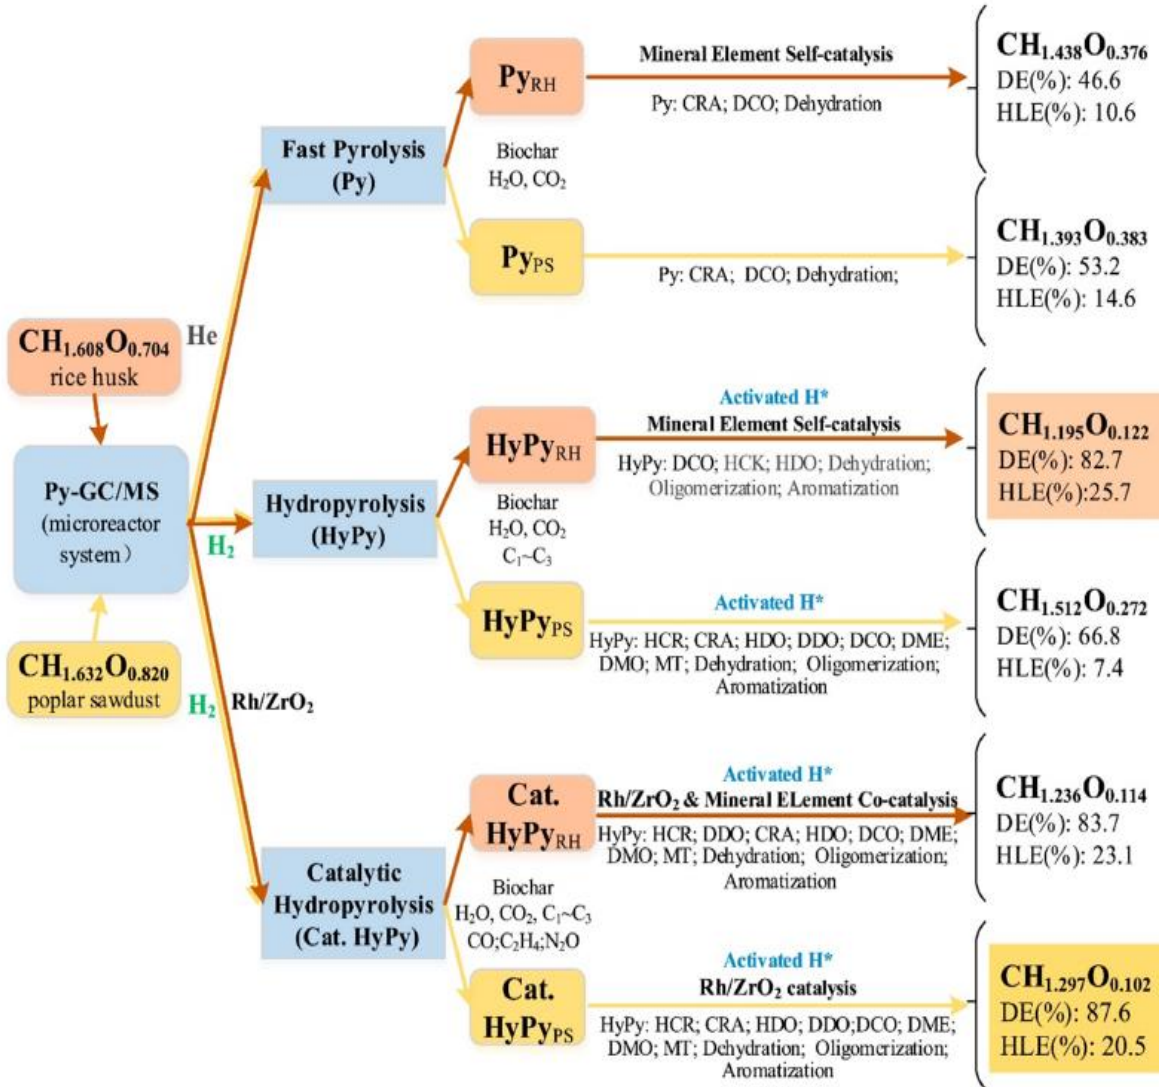 CH1.608O0.704
rice husk
Py-GC/MS
(microreactor
system)
CH1.632O0.820
poplar sawdust
He
H2
H2
Rh/ZrO2
Fast Pyrolysis
(Py)
PyRH
Mineral Element Self-catalysis
Py: CRA; DCO; Dehydration
CH1.438O0.376
DE(%): 46.6
HLE(%): 10.6
Biochar
H2O, CO2
PyPS
Py: CRA; DCO; Dehydration;
CH1.393O0.383
DE(%): 53.2
HLE(%): 14.6
Hydropyrolysis
(HyPy)
HyPyRH
Activated H*
Mineral Element Self-catalysis
HyPy: DCO; HCK; HDO; Dehydration;
Oligomerization; Aromatization
CH1.195O0.122
DE(%): 82.7
HLE(%):25.7
Biochar
H2O, CO2
C1~C3
HyPyPS
Activated H*
HyPy: HCR; CRA; HDO; DDO; DCO; DME;
DMO; MT; Dehydration; Oligomerization;
Aromatization
CH1.512O0.272
DE(%): 66.8
HLE(%): 7.4
Catalytic
Hydropyrolysis
(Cat. HyPy)
Cat.
HyPyRH
Activated H*
Rh/ZrO2 & Mineral ELement Co-catalysis
HyPy: HCR; DDO; CRA; HDO; DCO; DME;
DMO; MT; Dehydration; Oligomerization;
Aromatization
CH1.236O0.114
DE(%): 83.7
HLE(%): 23.1
Biochar
H2O, CO2, C1~C3
CO;C2H4;N2O
Cat.
HyPyPS
Activated H*
Rh/ZrO2 catalysis
HyPy: HCR; CRA; HDO; DDO;DCO; DME;
DMO; MT; Dehydration; Oligomerization;
Aromatization
CH1.297O0.102
DE(%): 87.6
HLE(%): 20.5